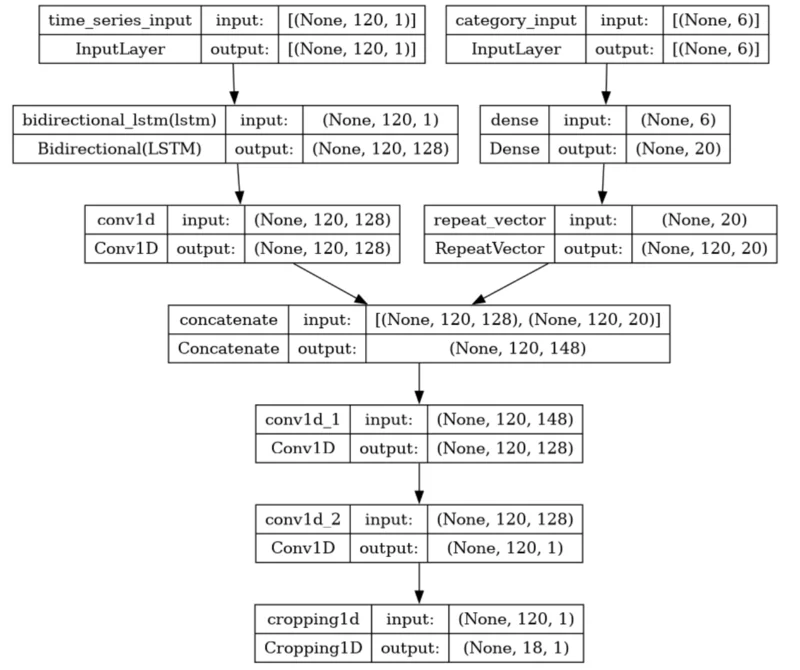 time_series_input input: [(None, 120, 1)]
InputLayer output: [(None, 120, 1)]
category_input input: [(None, 6)]
InputLayer output: [(None, 6)]
bidirectional_lstm(lstm) input: (None, 120, 1)
Bidirectional(LSTM) output: (None, 120, 128)
dense input: (None, 6)
Dense output: (None, 20)
conv1d input: (None, 120, 128)
Conv1D output: (None, 120, 128)
repeat_vector input: (None, 20)
RepeatVector output: (None, 120, 20)
concatenate input: [(None, 120, 128), (None, 120, 20)]
Concatenate output: (None, 120, 148)
conv1d_1 input: (None, 120, 148)
Conv1D output: (None, 120, 128)
conv1d_2 input: (None, 120, 128)
Conv1D output: (None, 120, 1)
cropping1d input: (None, 120, 1)
Cropping1D output: (None, 18, 1)